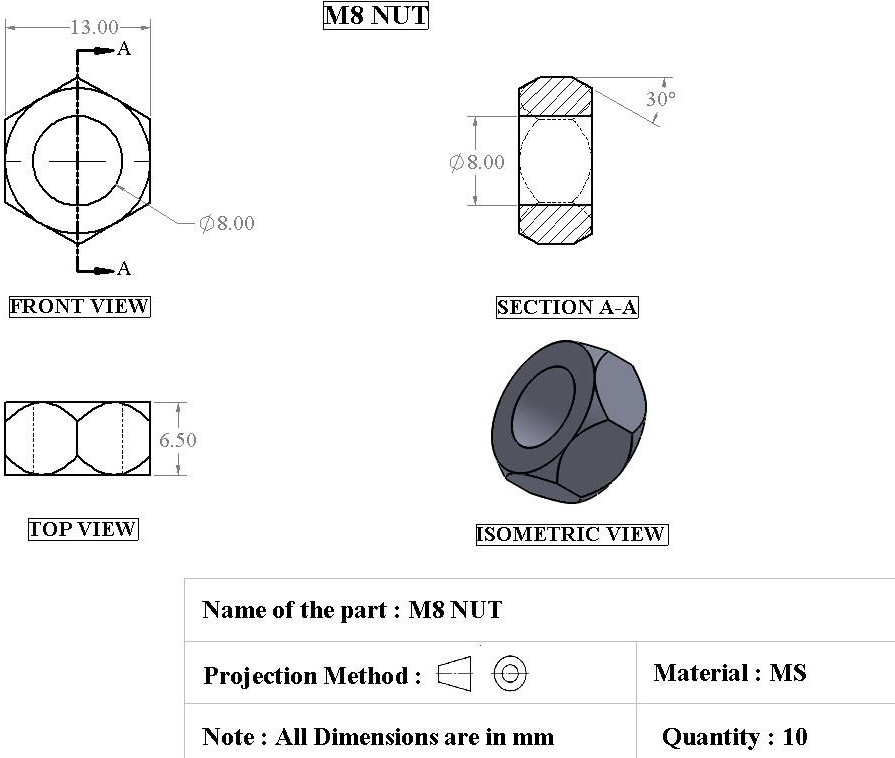 M8 NUT
13.00
A
30°
⌀8.00
⌀8.00
A
FRONT VIEW
SECTION A-A
6.50
TOP VIEW
ISOMETRIC VIEW
Name of the part : M8 NUT
Projection Method :
Material : MS
Note : All Dimensions are in mm
Quantity : 10